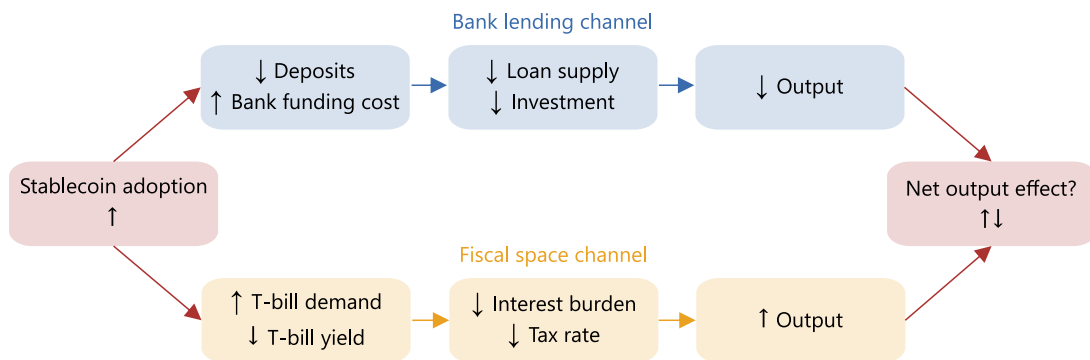 Bank lending channel
↓ Deposits
↑ Bank funding cost
↓ Loan supply
↓ Investment
↓ Output
Stablecoin adoption
↑
Net output effect?
↑↓
Fiscal space channel
↑ T-bill demand
↓ T-bill yield
↓ Interest burden
↓ Tax rate
↑ Output